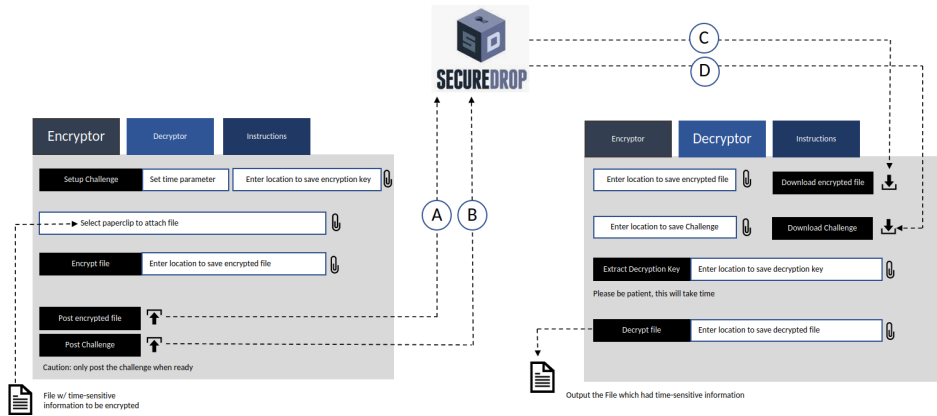 S D
SECUREDROP
C
D
Encryptor
Decryptor
Instructions
Setup Challenge
Set time parameter
Enter location to save encryption key
Select paperclip to attach file
Encrypt file
Enter location to save encrypted file
Post encrypted file
Post Challenge
Caution: only post the challenge when ready
File w/ time-sensitive
information to be encrypted
A
B
Encryptor
Decryptor
Instructions
Enter location to save encrypted file
Download encrypted file
Enter location to save Challenge
Download Challenge
Extract Decryption Key
Enter location to save decryption key
Please be patient, this will take time
Decrypt file
Enter location to save decrypted file
Output the File which had time-sensitive information